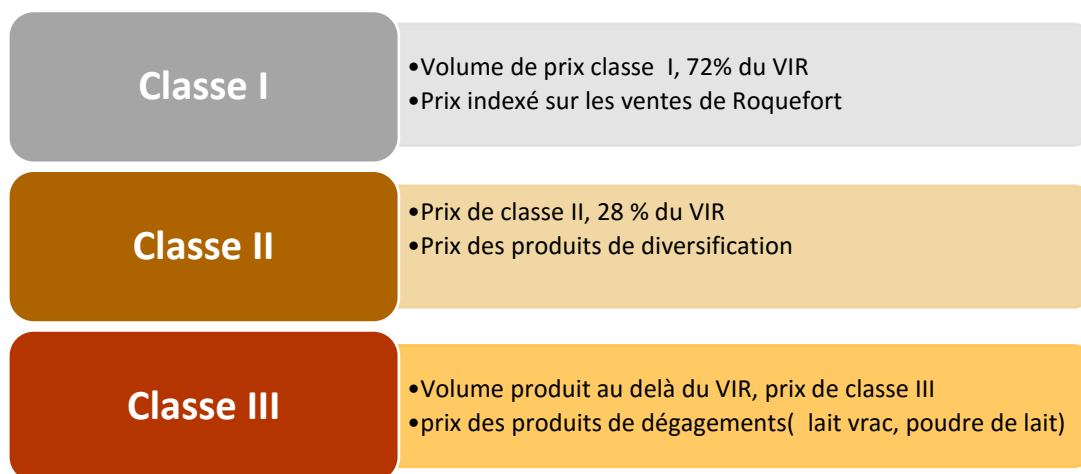 Classe I
•Volume de prix classe  I, 72% du VIR
•Prix indexé sur les ventes de Roquefort
Classe II
•Prix de classe II, 28 % du VIR
•Prix des produits de diversification
Classe III
•Volume produit au delà du VIR, prix de classe III
•prix des produits de dégagements(  lait vrac, poudre de lait)